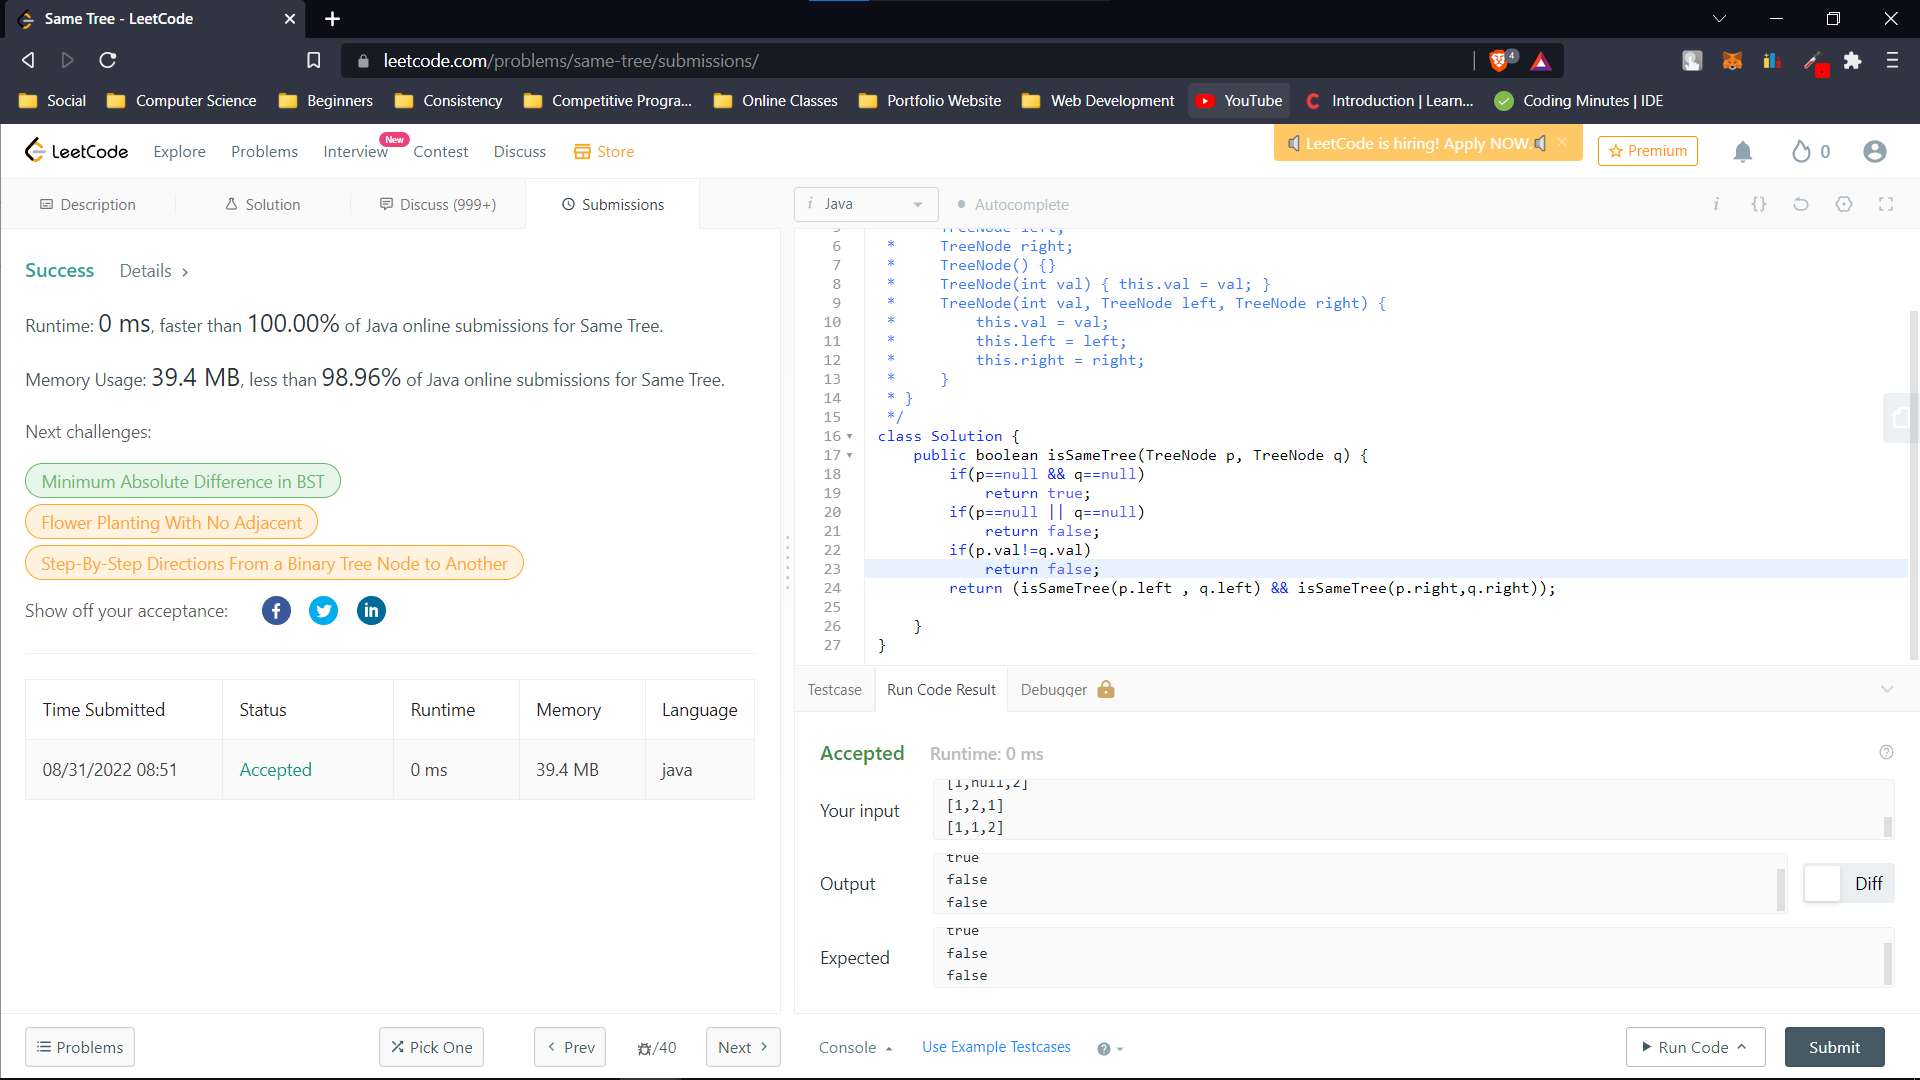 Same Tree - LeetCode
leetcode.com/problems/same-tree/submissions/
4
Social
Computer Science
Beginners
Consistency
Competitive Progra...
Online Classes
Portfolio Website
Web Development
YouTube
Introduction | Learn...
Coding Minutes | IDE
LeetCode
Explore
Problems
Interview
New
Contest
Discuss
Store
LeetCode is hiring! Apply NOW.
Premium
0
Description
Solution
Discuss (999+)
Submissions
i Java
Autocomplete
Success
Details >
Runtime: 0 ms, faster than 100.00% of Java online submissions for Same Tree.
Memory Usage: 39.4 MB, less than 98.96% of Java online submissions for Same Tree.
Next challenges:
Minimum Absolute Difference in BST
Flower Planting With No Adjacent
Step-By-Step Directions From a Binary Tree Node to Another
Show off your acceptance:
Time Submitted Status Runtime Memory Language
08/31/2022 08:51 Accepted 0 ms 39.4 MB java
5 TreeNode left;
6 * TreeNode right;
7 * TreeNode() {}
8 * TreeNode(int val) { this.val = val; }
9 * TreeNode(int val, TreeNode left, TreeNode right) {
10 * this.val = val;
11 * this.left = left;
12 * this.right = right;
13 * }
14 * }
15 */
16 class Solution {
17 public boolean isSameTree(TreeNode p, TreeNode q) {
18 if(p==null && q==null)
19 return true;
20 if(p==null || q==null)
21 return false;
22 if(p.val!=q.val)
23 return false;
24 return (isSameTree(p.left , q.left) && isSameTree(p.right,q.right));
25
26 }
27 }
Testcase
Run Code Result
Debugger
Accepted
Runtime: 0 ms
Your input
[1,null,2]
[1,2,1]
[1,1,2]
Output
true
false
false
Diff
Expected
true
false
false
Problems
Pick One
< Prev
/40
Next >
Console
Use Example Testcases
Run Code
Submit